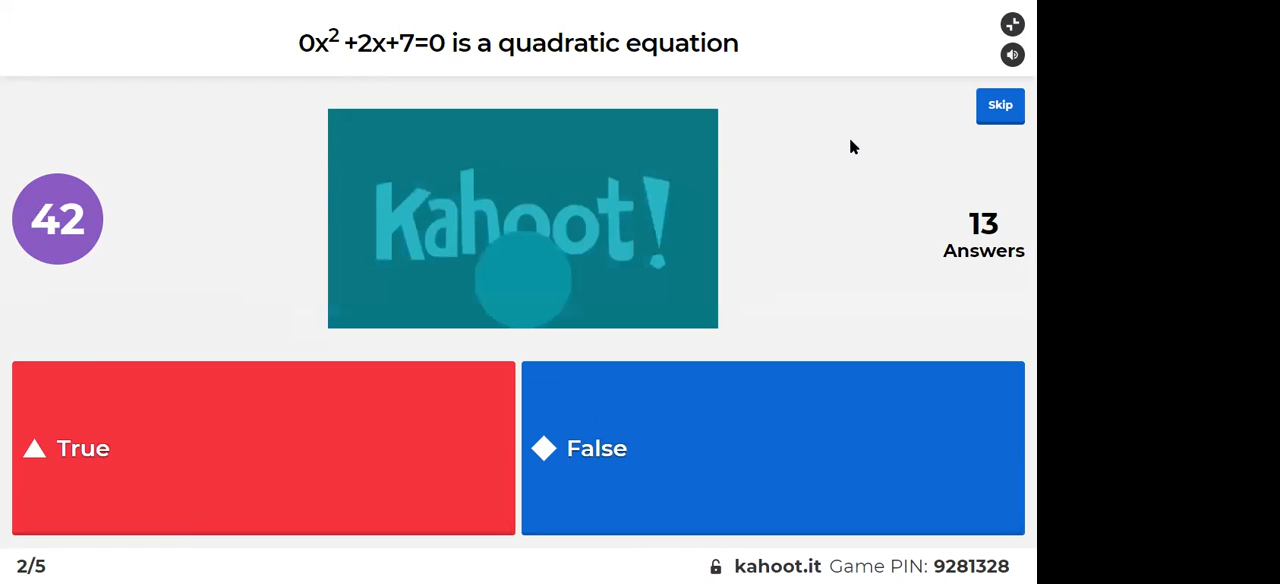 0x² +2x+7=0 is a quadratic equation
Skip
Kahoot!
42
13
Answers
True
False
2/5
kahoot.it Game PIN: 9281328